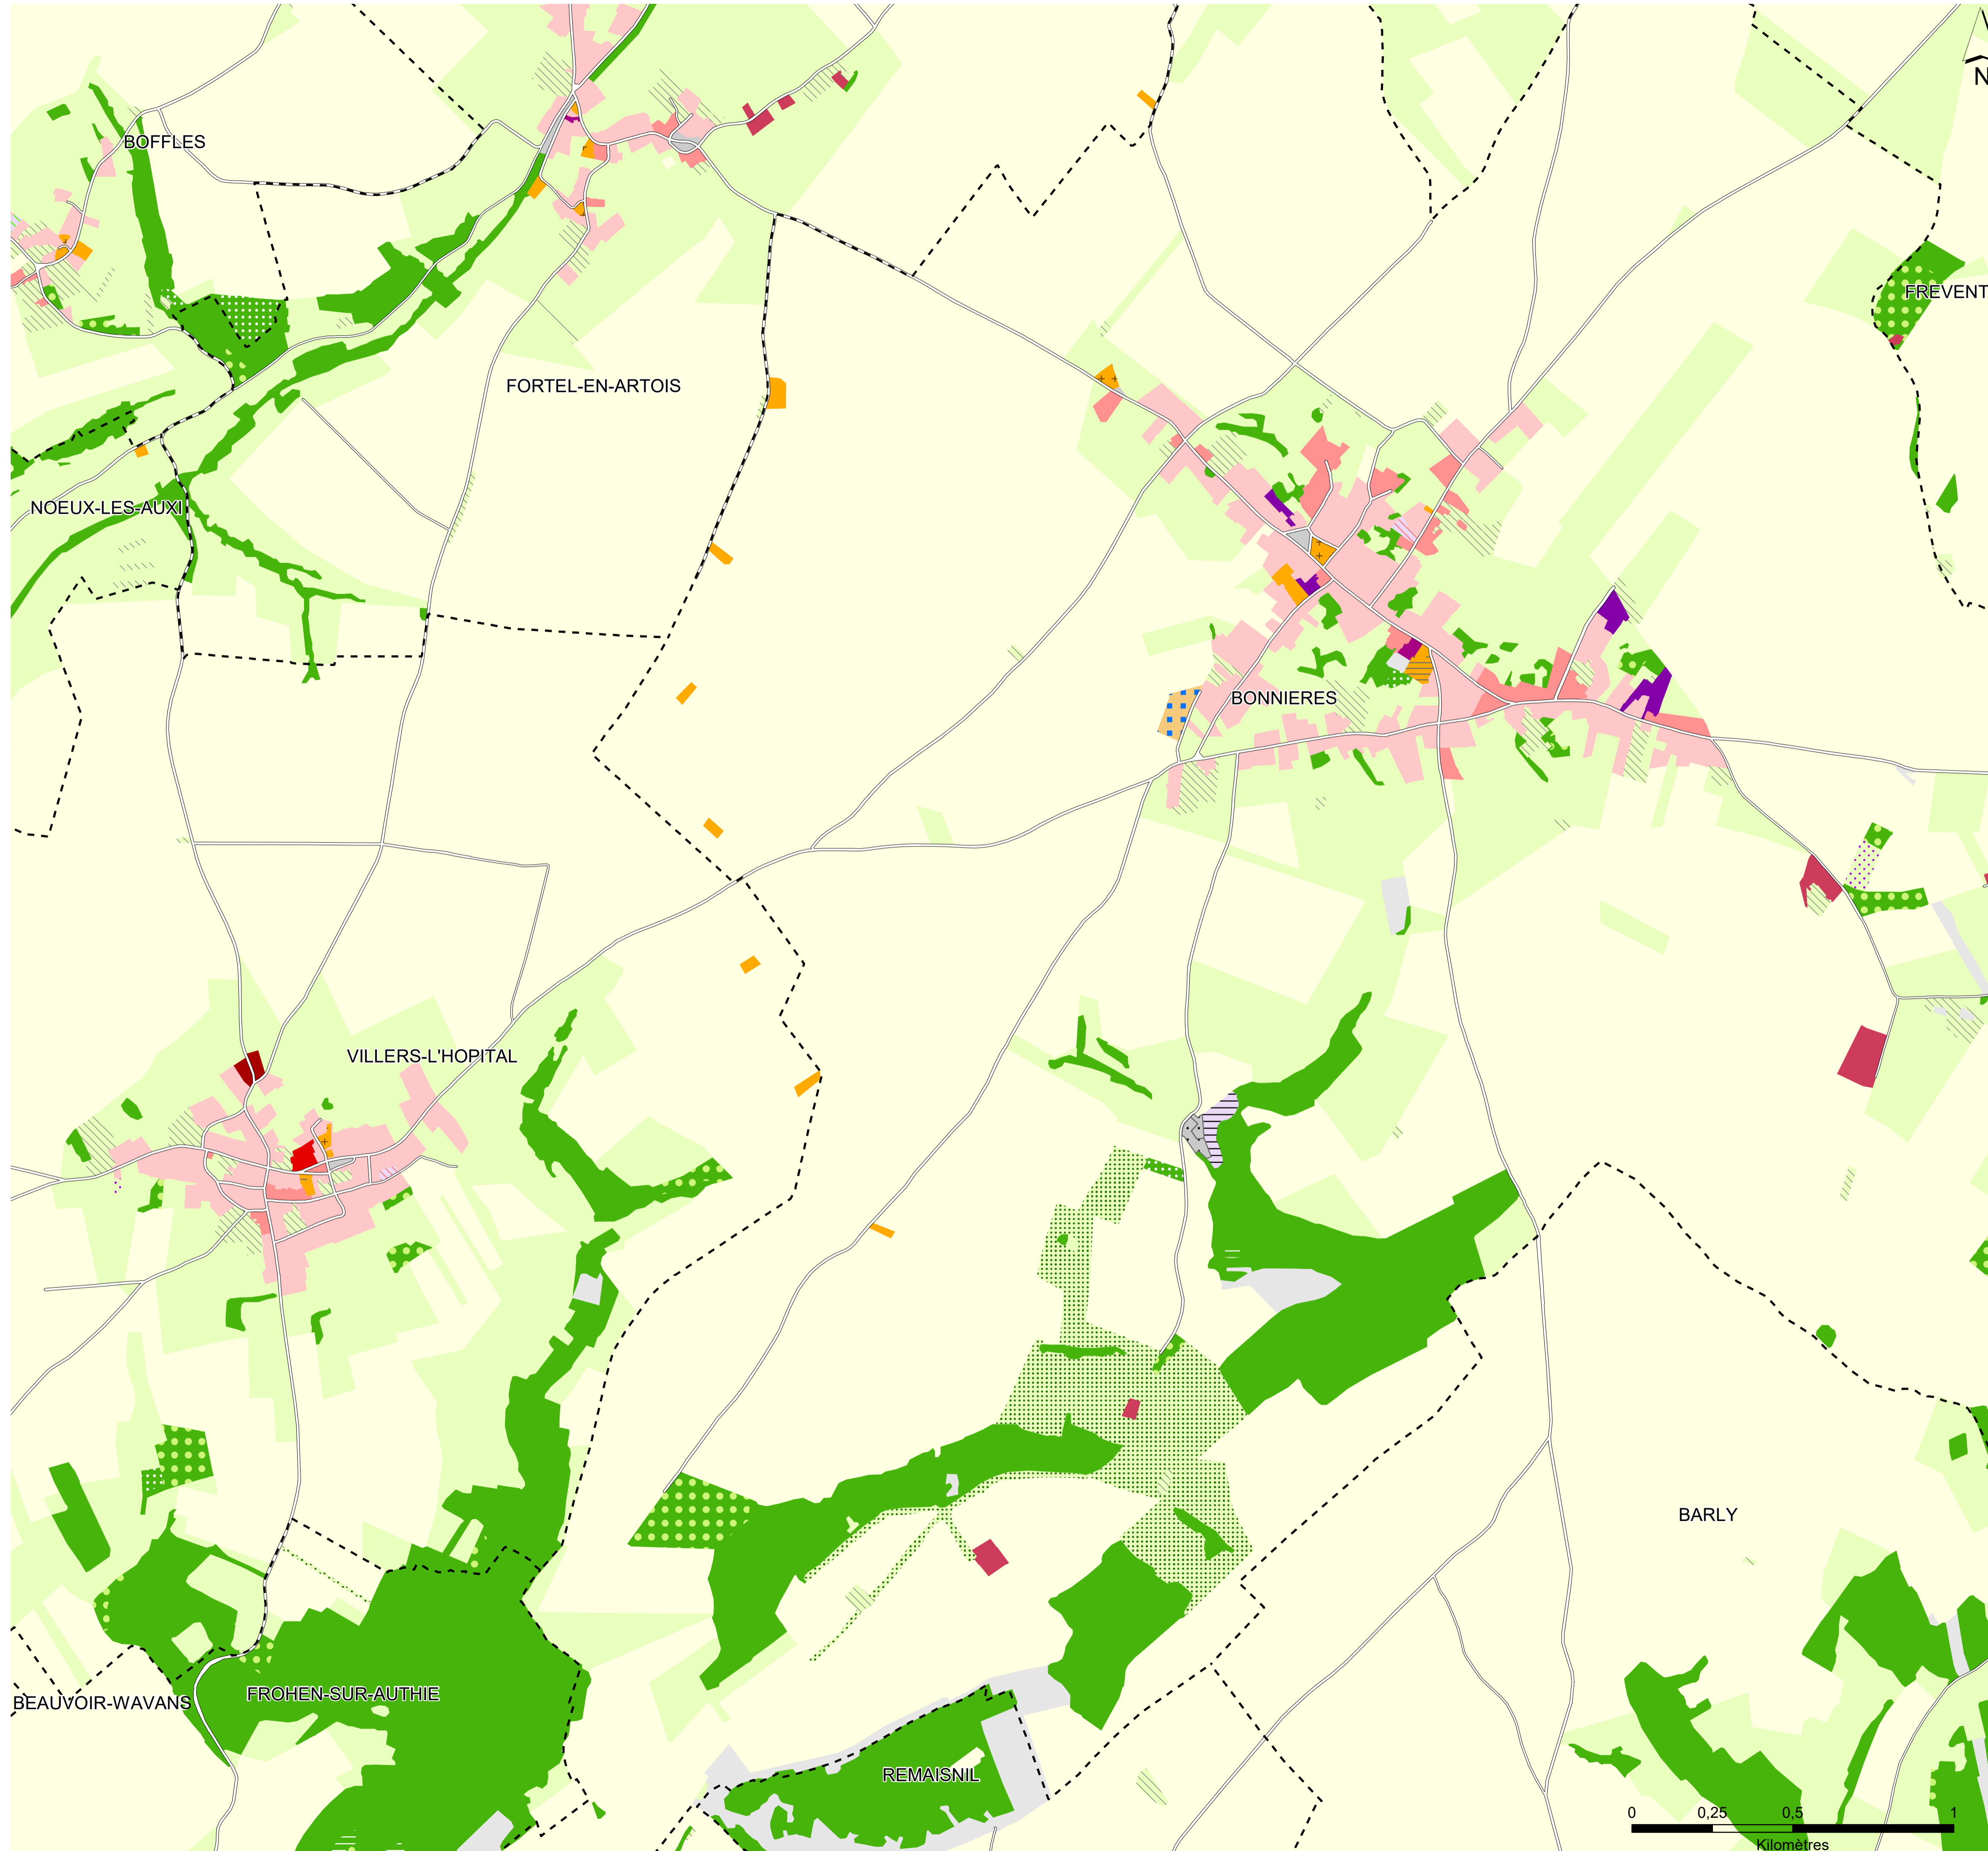 N
BOFFLES
FREVENT
FORTEL-EN-ARTOIS
NOEUX-LES-AUXI
BONNIERES
VILLERS-L'HOPITAL
BARLY
BEAUVOIR-WAVANS
FROHEN-SUR-AUTHIE
REMAISNIL
0 0,25 0,5 1
Kilomètres